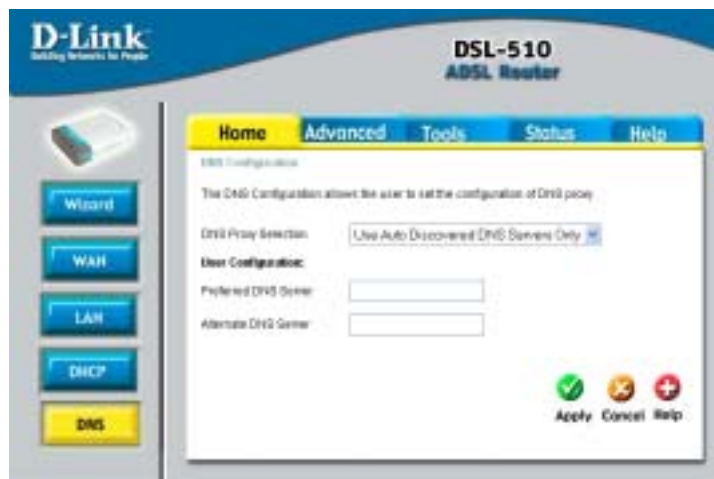 D-Link
Building Networks for People
DSL-510
ADSL Router
Home Advanced Tools Status Help
DNS Configuration
The DNS Configuration allows the user to set the configuration of DNS proxy
DNS Proxy Selection Use Auto Discovered DNS Servers Only
User Configuration:
Preferred DNS Server
Alternate DNS Server
Wizard
WAN
LAN
DHCP
DNS
Apply Cancel Help